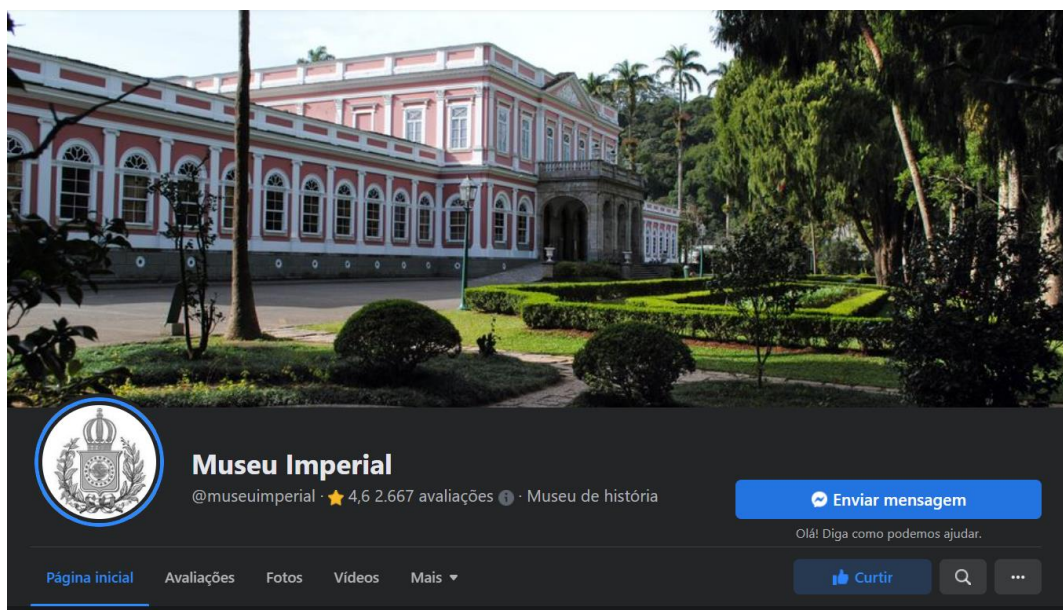 Museu Imperial
@museuimperial · 4,6 2.667 avaliações · Museu de história
Enviar mensagem
Olá! Diga como podemos ajudar.
Página inicial Avaliações Fotos Vídeos Mais
Curtir